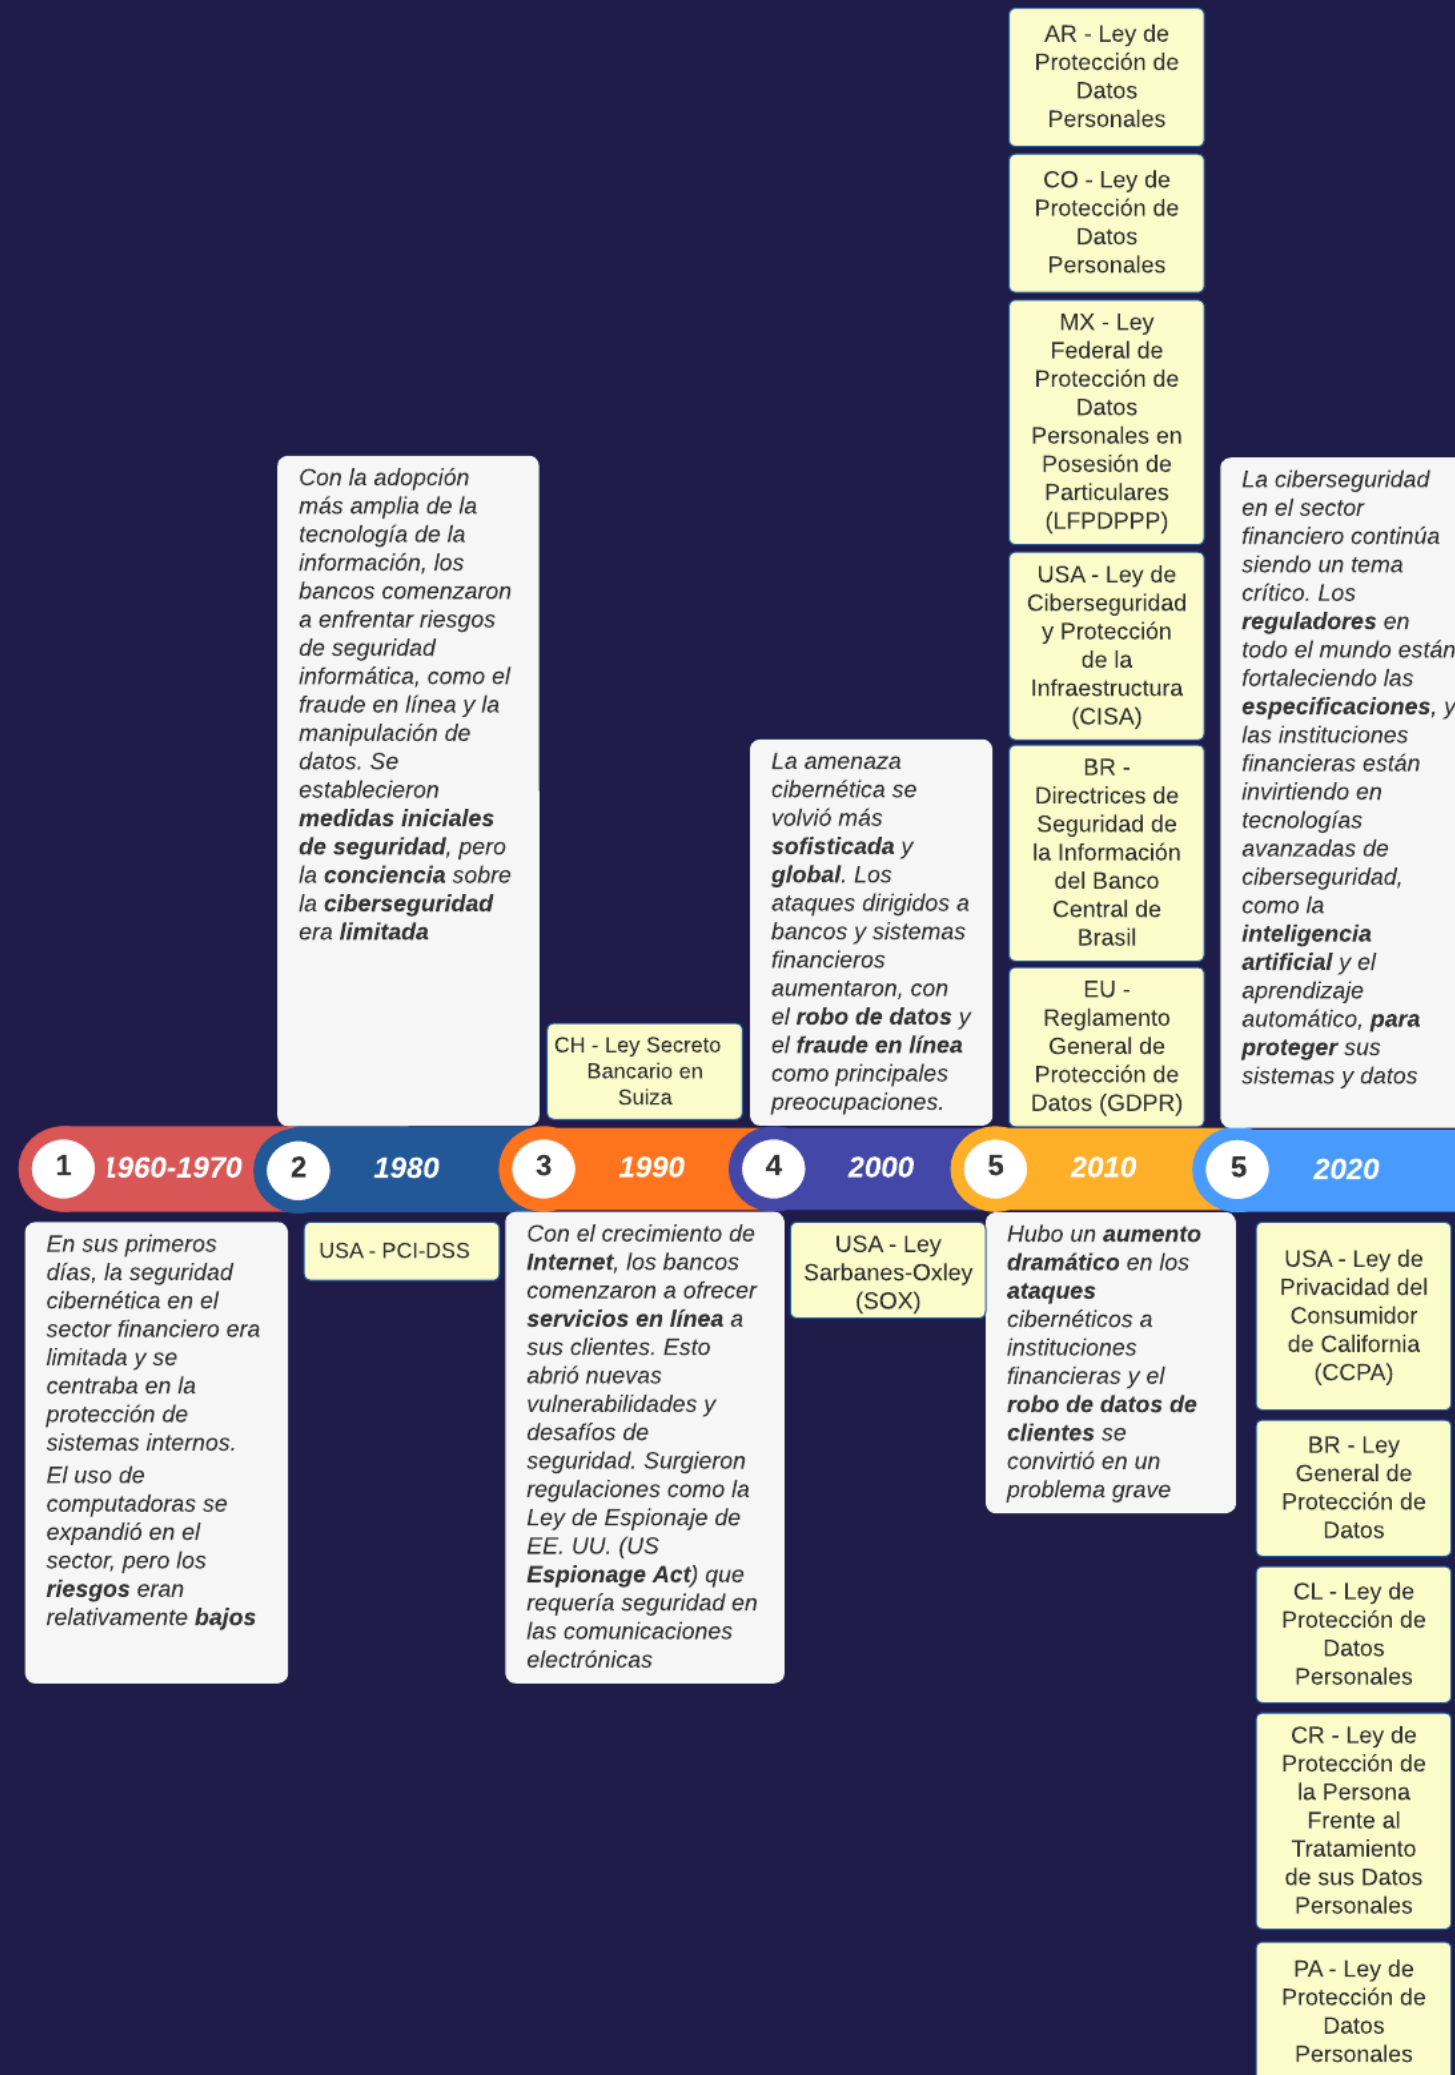 AR - Ley de
Protección de
Datos
Personales
CO - Ley de
Protección de
Datos
Personales
MX - Ley
Federal de
Protección de
Datos
Personales en
Posesión de
Particulares
(LFPDPPP)
USA - Ley de
Ciberseguridad
y Protección
de la
Infraestructura
(CISA)
BR -
Directrices de
Seguridad de
la Información
del Banco
Central de
Brasil
EU -
Reglamento
General de
Protección de
Datos (GDPR)
Con la adopción
más amplia de la
tecnología de la
información, los
bancos comenzaron
a enfrentar riesgos
de seguridad
informática, como el
fraude en línea y la
manipulación de
datos. Se
establecieron
medidas iniciales
de seguridad, pero
la conciencia sobre
la ciberseguridad
era limitada
CH - Ley Secreto
Bancario en
Suiza
La amenaza
cibernética se
volvió más
sofisticada y
global. Los
ataques dirigidos a
bancos y sistemas
financieros
aumentaron, con
el robo de datos y
el fraude en línea
como principales
preocupaciones.
La ciberseguridad
en el sector
financiero continúa
siendo un tema
crítico. Los
reguladores en
todo el mundo están
fortaleciendo las
especificaciones, y
las instituciones
financieras están
invirtiendo en
tecnologías
avanzadas de
ciberseguridad,
como la
inteligencia
artificial y el
aprendizaje
automático, para
proteger sus
sistemas y datos
1 1960-1970 2 1980 3 1990 4 2000 5 2010 5 2020
En sus primeros
días, la seguridad
cibernética en el
sector financiero era
limitada y se
centraba en la
protección de
sistemas internos.
El uso de
computadoras se
expandió en el
sector, pero los
riesgos eran
relativamente bajos
USA - PCI-DSS
Con el crecimiento de
Internet, los bancos
comenzaron a ofrecer
servicios en línea a
sus clientes. Esto
abrió nuevas
vulnerabilidades y
desafíos de
seguridad. Surgieron
regulaciones como la
Ley de Espionaje de
EE. UU. (US
Espionage Act) que
requería seguridad en
las comunicaciones
electrónicas
USA - Ley
Sarbanes-Oxley
(SOX)
Hubo un aumento
dramático en los
ataques
cibernéticos a
instituciones
financieras y el
robo de datos de
clientes se
convirtió en un
problema grave
USA - Ley de
Privacidad del
Consumidor
de California
(CCPA)
BR - Ley
General de
Protección de
Datos
CL - Ley de
Protección de
Datos
Personales
CR - Ley de
Protección de
la Persona
Frente al
Tratamiento
de sus Datos
Personales
PA - Ley de
Protección de
Datos
Personales